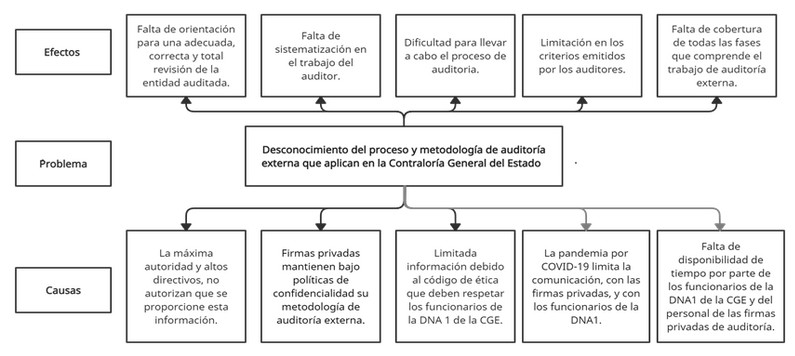 Efectos
Falta de orientación
para una adecuada,
correcta y total
revisión de la
entidad auditada.
Falta de
sistematización en
el trabajo del
auditor.
Dificultad para llevar
a cabo el proceso de
auditoria.
Limitación en los
criterios emitidos
por los auditores.
Falta de cobertura
de todas las fases
que comprende el
trabajo de auditoría
externa.
Problema
Desconocimiento del proceso y metodología de auditoría
externa que aplican en la Contraloría General del Estado
Causas
La máxima
autoridad y altos
directivos, no
autorizan que se
proporcione esta
información.
Firmas privadas
mantienen bajo
políticas de
confidencialidad su
metodología de
auditoría externa.
Limitada
información debido
al código de ética
que deben respetar
los funcionarios de
la DNA 1 de la CGE.
La pandemia por
COVID-19 limita la
comunicación, con las
firmas privadas, y con
los funcionarios de la
DNA1.
Falta de
disponibilidad de
tiempo por parte de
los funcionarios de la
DNA1 de la CGE y del
personal de las firmas
privadas de auditoría.